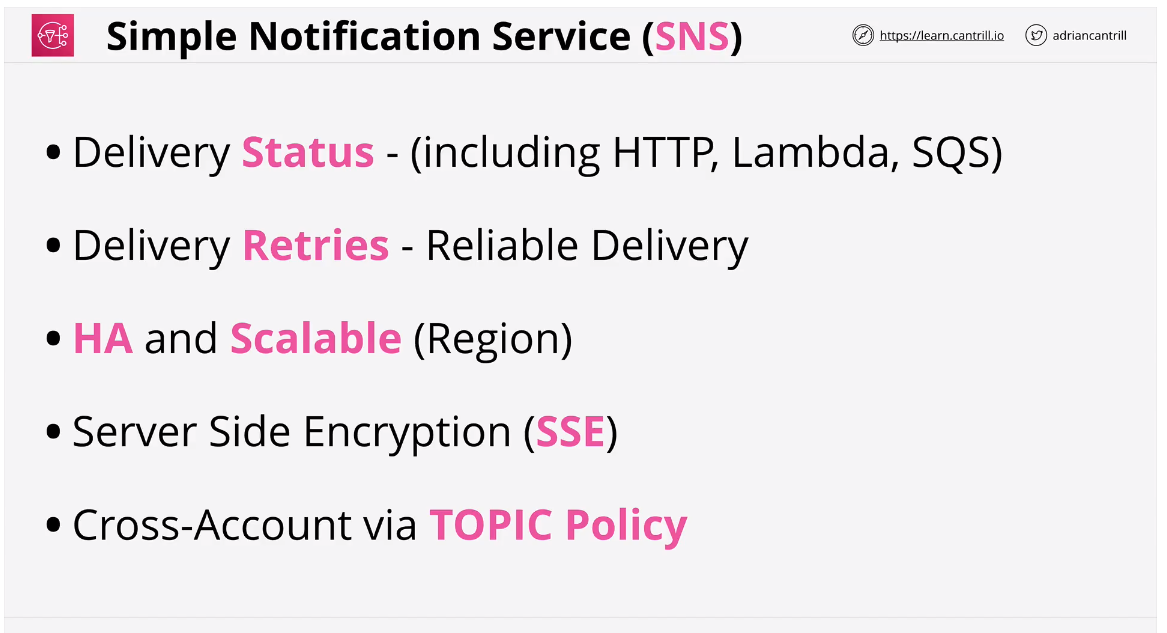 Simple Notification Service (SNS)
https://learn.cantrill.io
adriancantrill
• Delivery Status - (including HTTP, Lambda, SQS)
• Delivery Retries - Reliable Delivery
• HA and Scalable (Region)
• Server Side Encryption (SSE)
• Cross-Account via TOPIC Policy